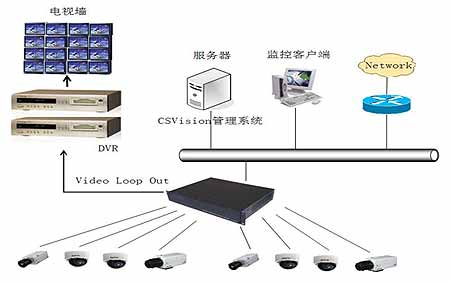 电视墙
服务器
监控客户端
Network
CSVision管理系统
DVR
Video Loop Out